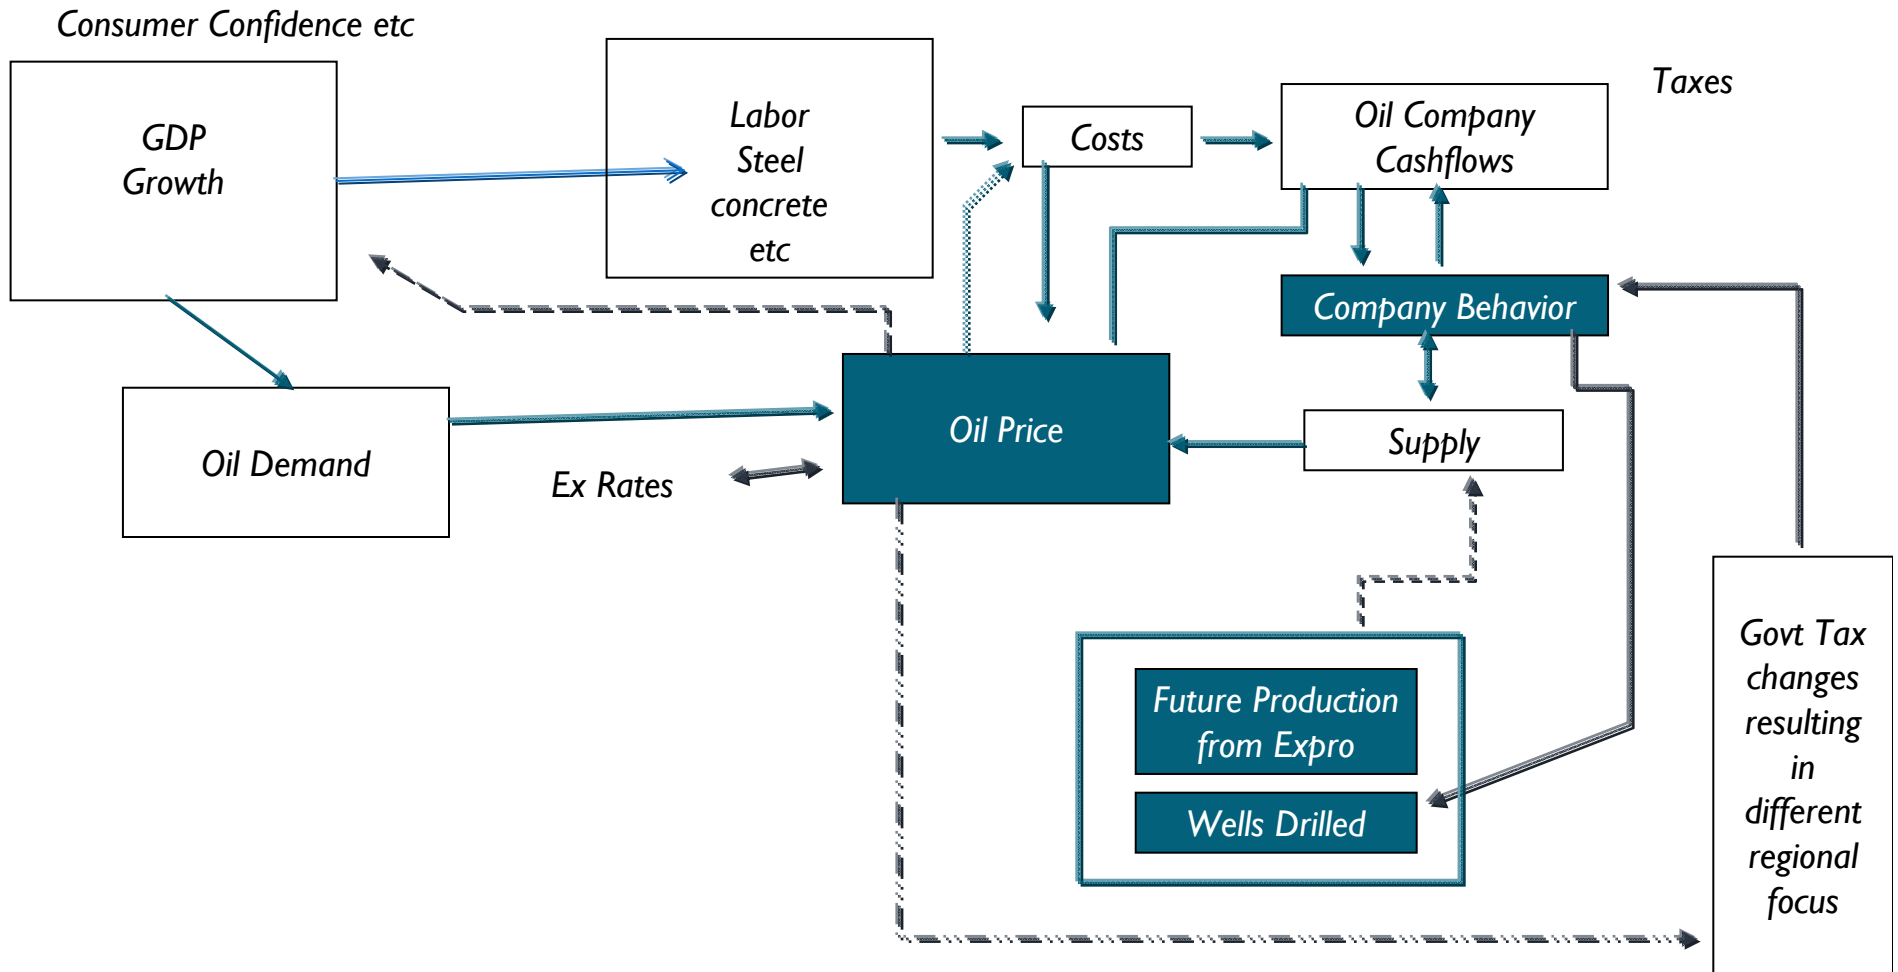 Consumer Confidence etc
GDP
Growth
Labor
Steel
concrete
etc
Costs
Oil Company
Cashflows
Taxes
Company Behavior
Oil Demand
Ex Rates
Oil Price
Supply
Future Production
from Expro
Wells Drilled
Govt Tax
changes
resulting
in
different
regional
focus